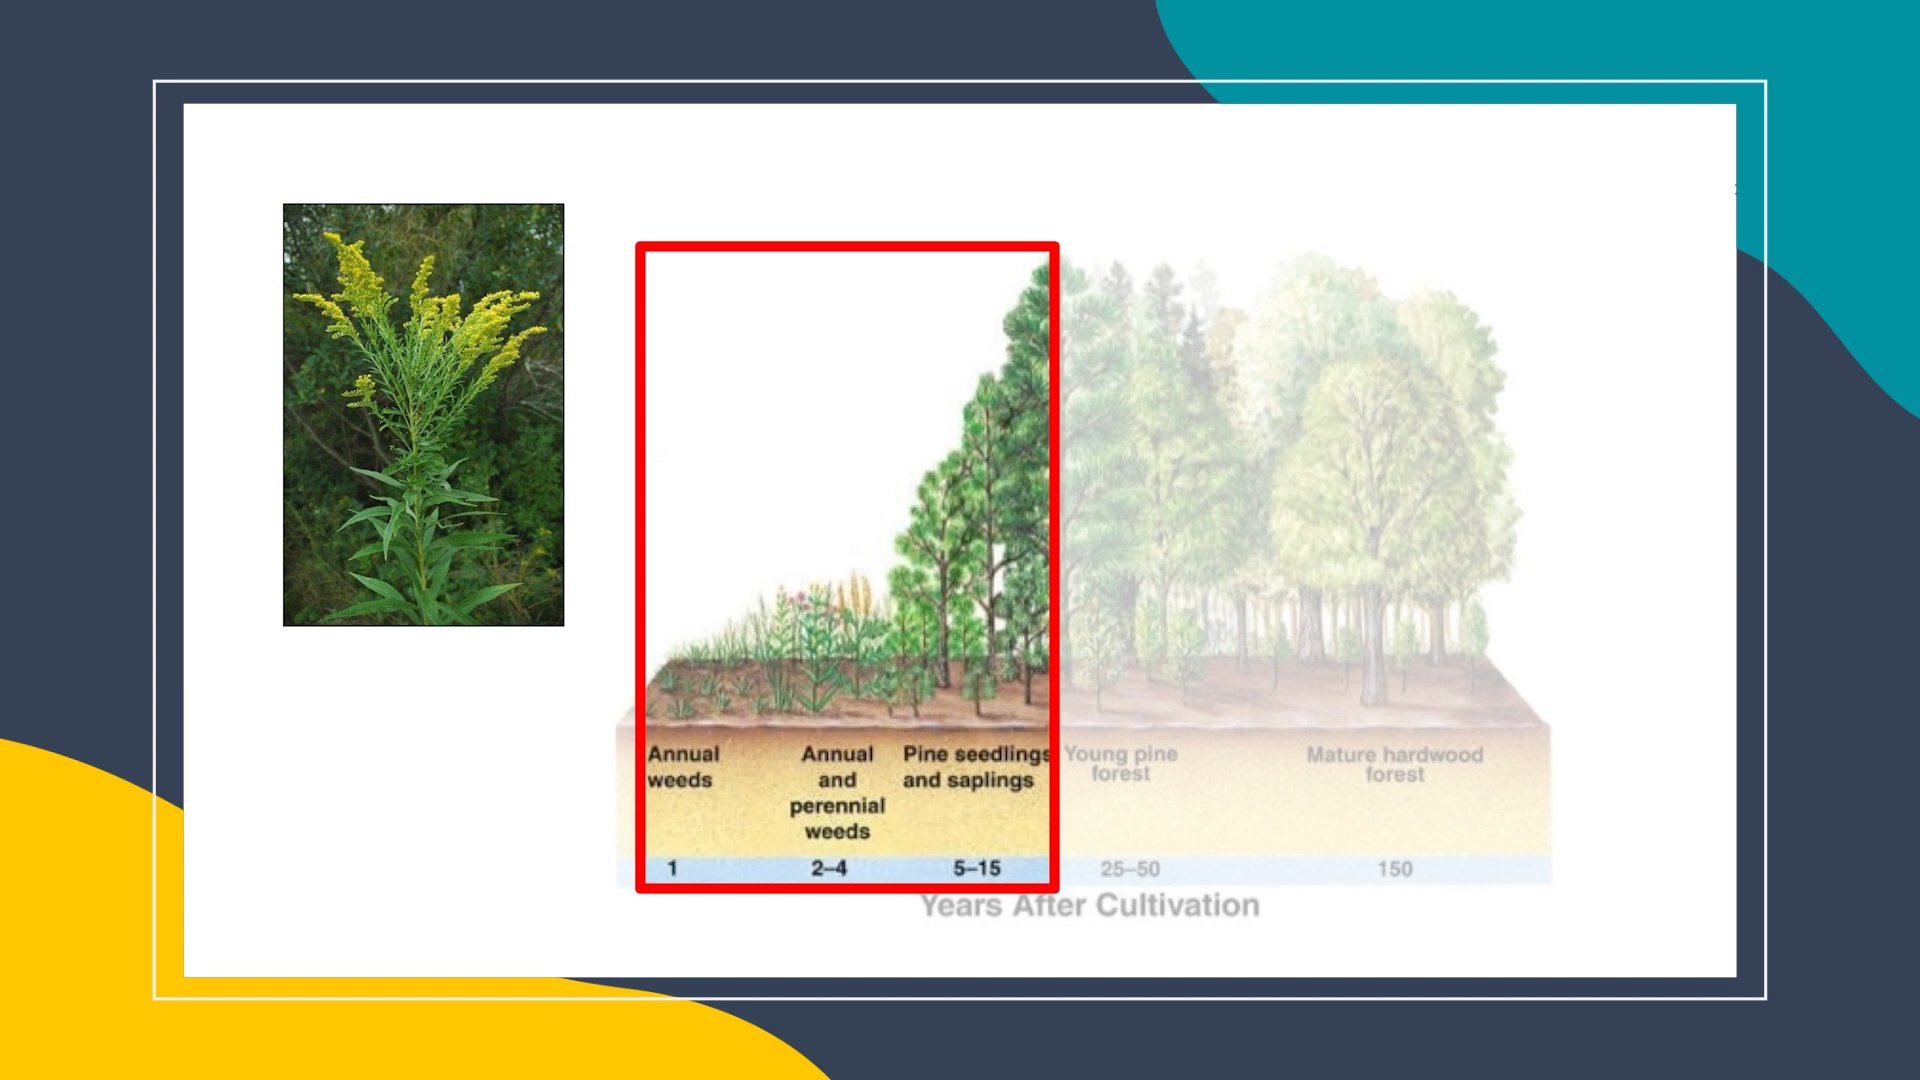 Annual
weeds
Annual
and
perennial
weeds
Pine seedlings
and saplings
Young pine
forest
Mature hardwood
forest
1
2–4
5–15
25–50
150
Years After Cultivation